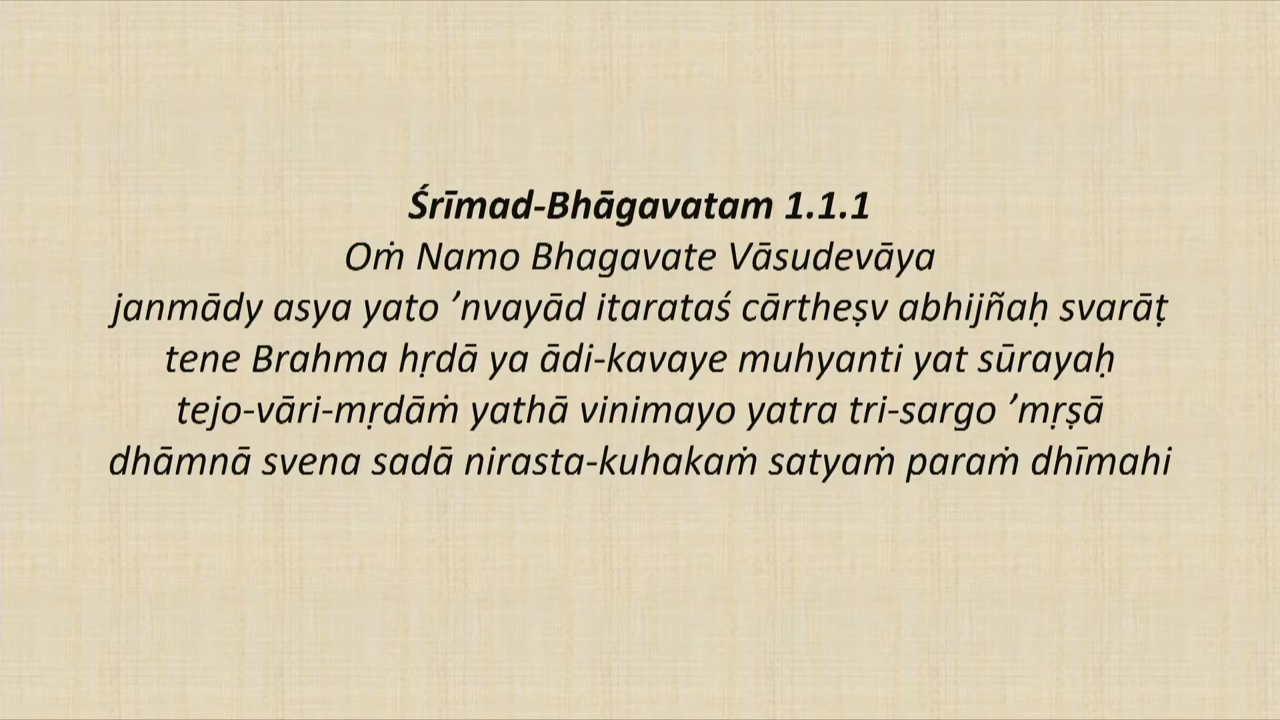 Śrīmad-Bhāgavatam 1.1.1
Oṁ Namo Bhagavate Vāsudevāya
janmādy asya yato ’nvayād itarataś cārtheṣv abhijñaḥ svarāṭ
tene Brahma hṛdā ya ādi-kavaye muhyanti yat sūrayaḥ
tejo-vāri-mṛdāṁ yathā vinimayo yatra tri-sargo ’mṛṣā
dhāmnā svena sadā nirasta-kuhakaṁ satyaṁ paraṁ dhīmahi